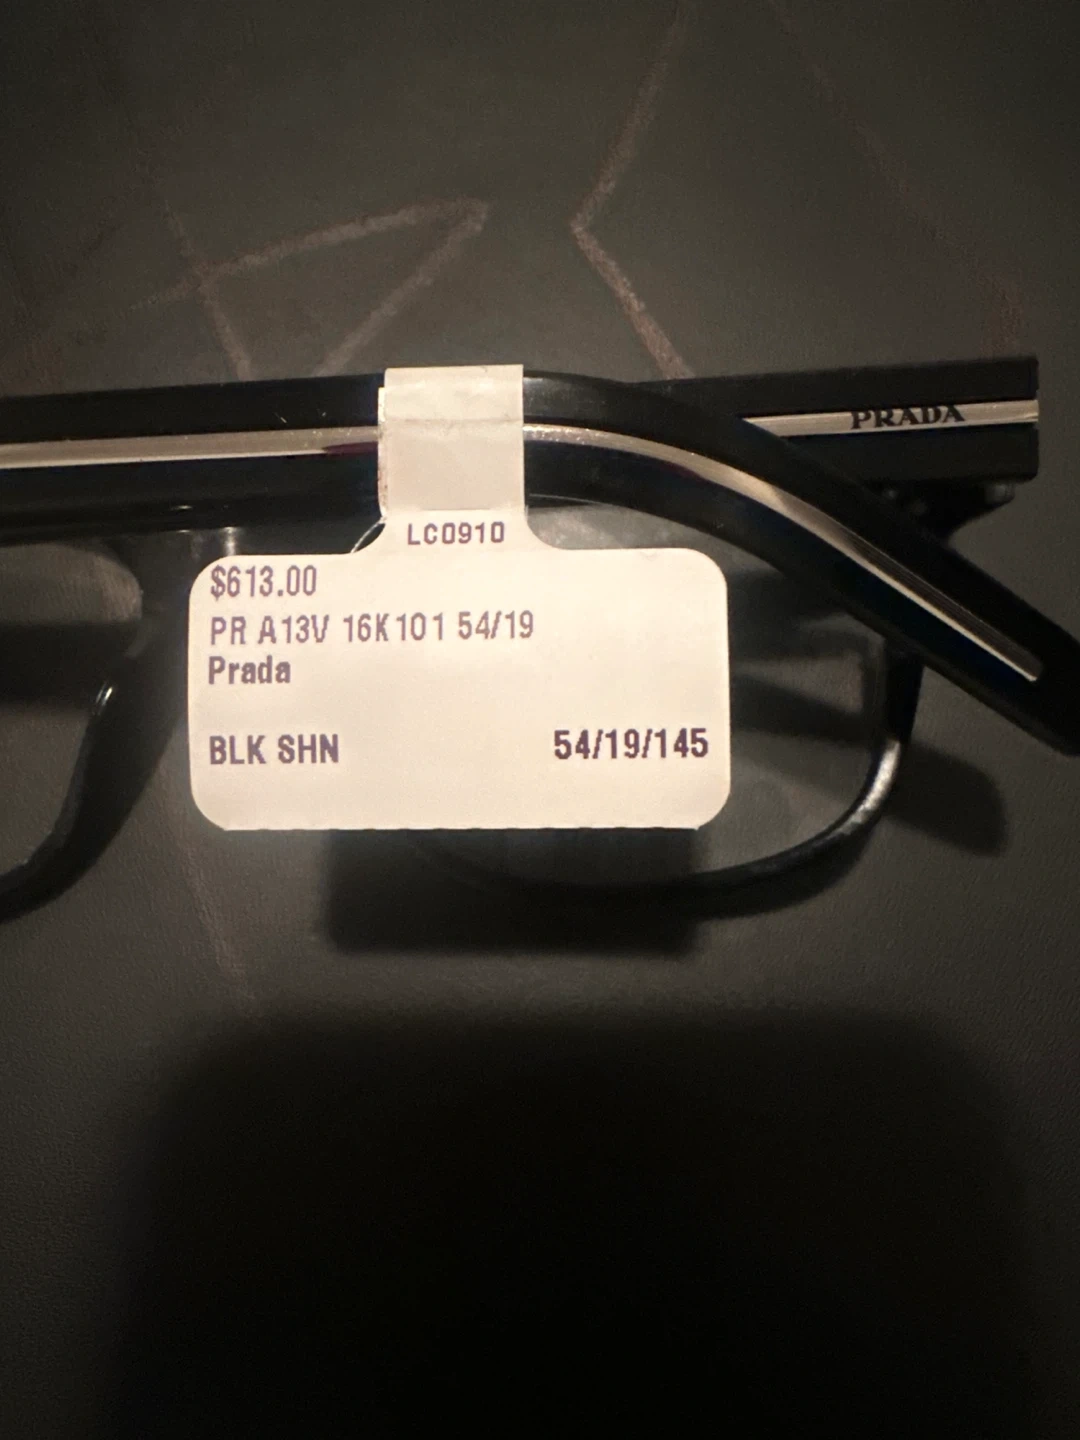 PRADA
LC0910
$613.00
PR A13V 16K101 54/19
Prada
BLK SHN 54/19/145